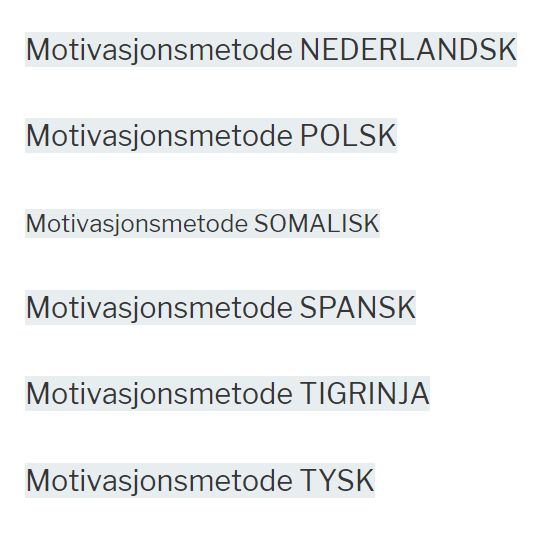 Motivasjonsmetode NEDERLANDSK
Motivasjonsmetode POLSK
Motivasjonsmetode SOMALISK
Motivasjonsmetode SPANSK
Motivasjonsmetode TIGRINJA
Motivasjonsmetode TYSK